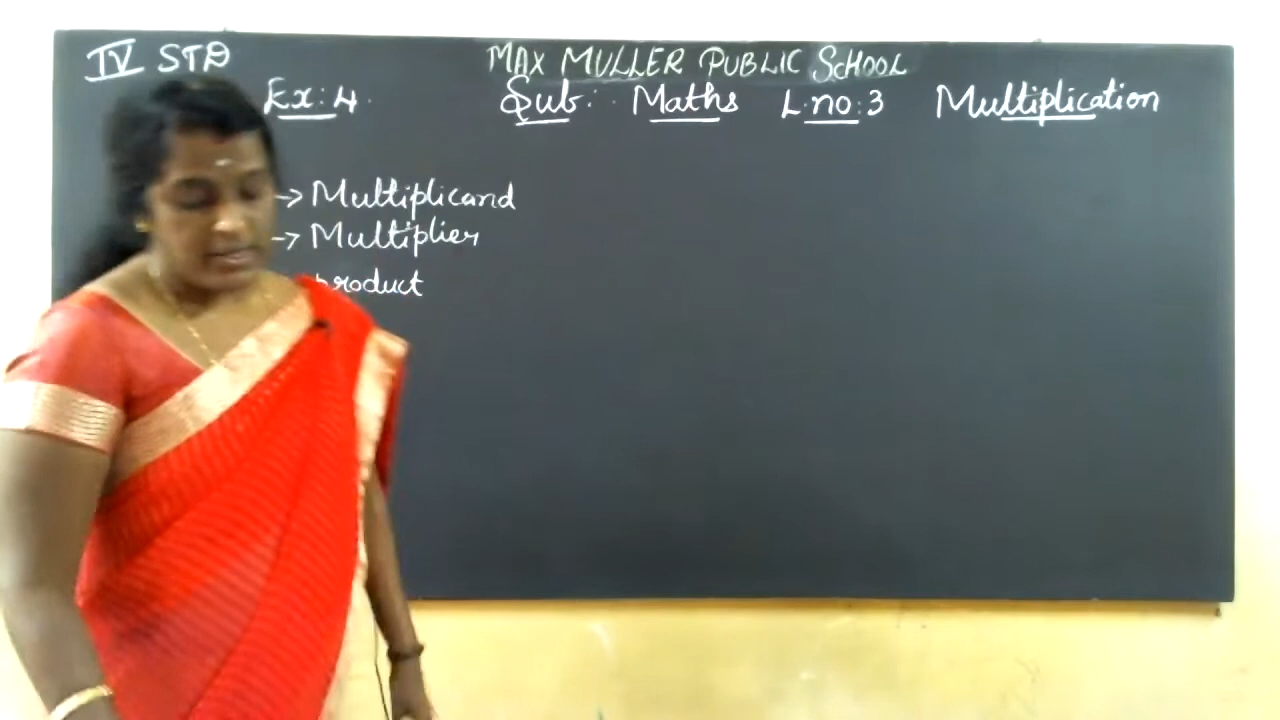 IV STD MAX MULLER PUBLIC SCHOOL
Ex: 4. Sub: Maths L.no:3 Multiplication
→ Multiplicand
→ Multiplier
product